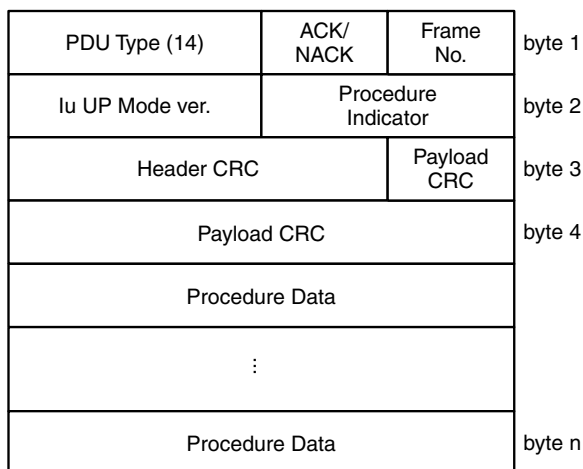 PDU Type (14) ACK/ Frame byte 1
NACK No.
Iu UP Mode ver. Procedure byte 2
Indicator
Header CRC Payload byte 3
CRC
Payload CRC byte 4
Procedure Data
⋮
Procedure Data byte n